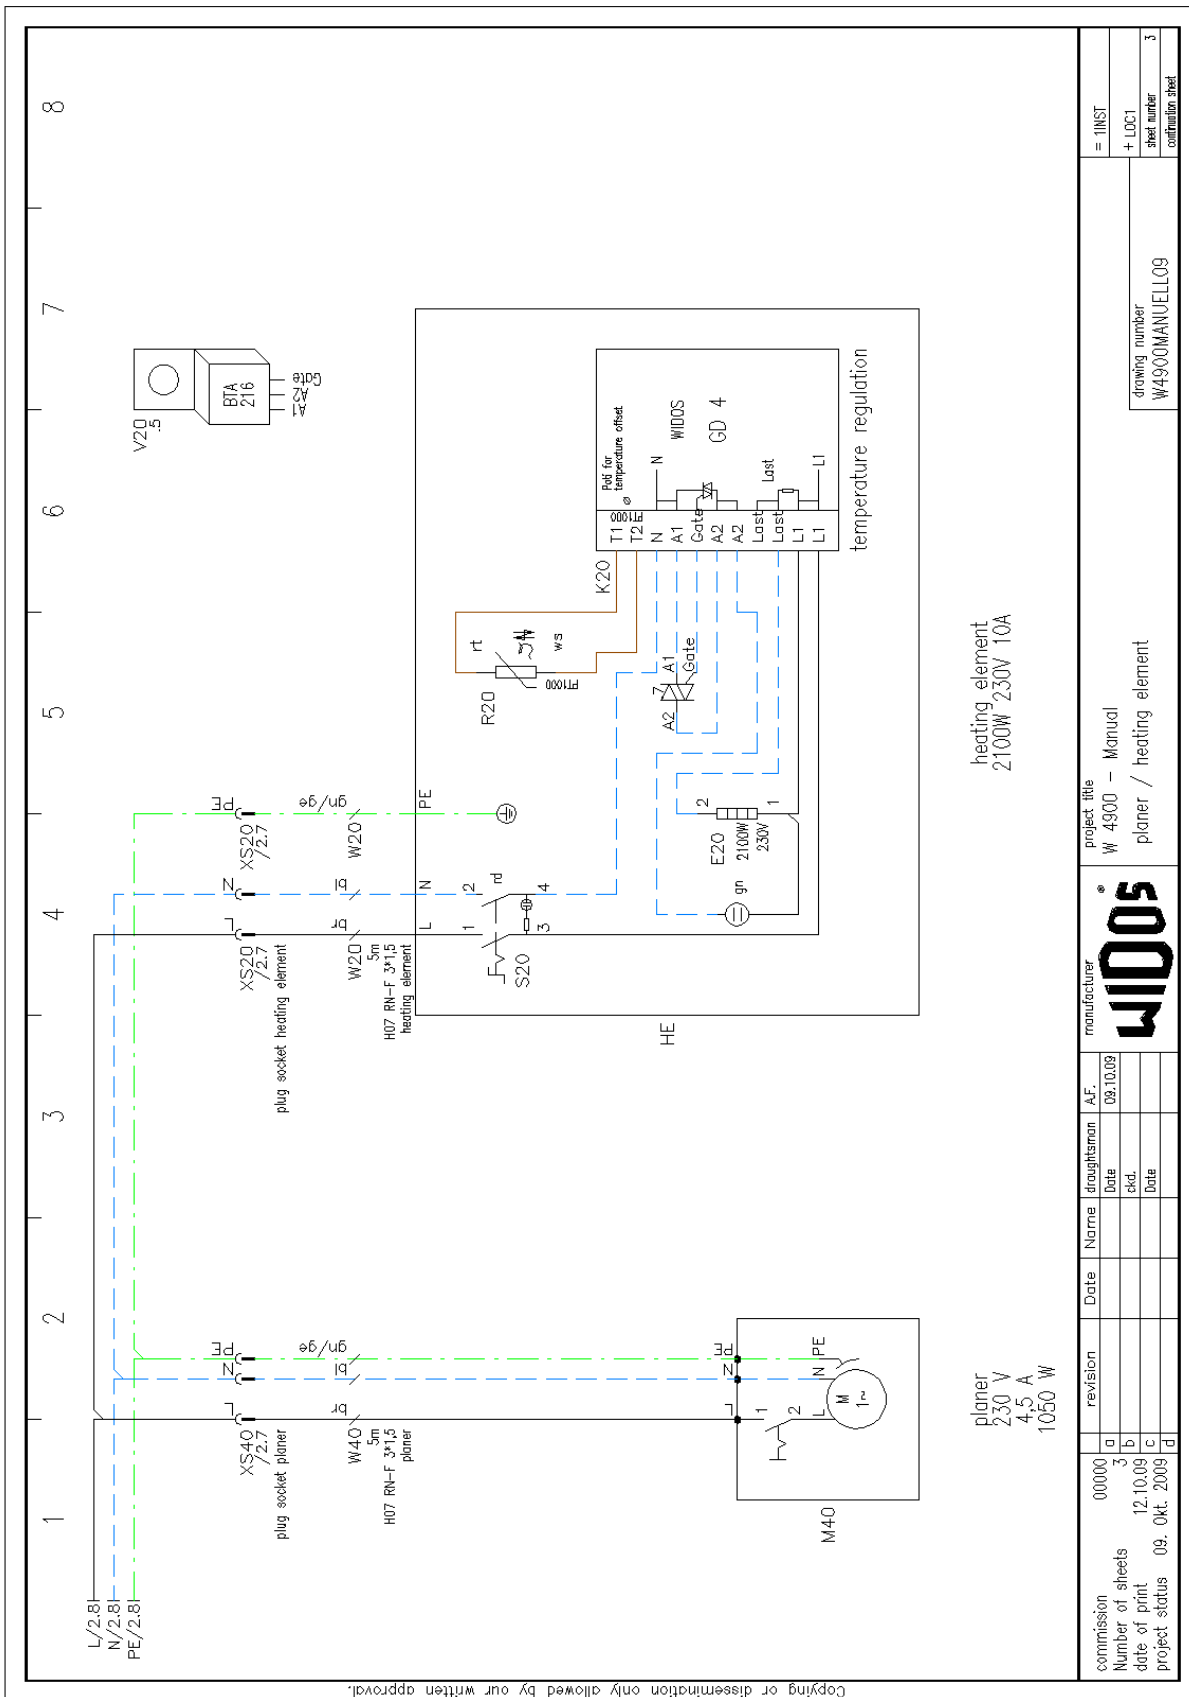 1
2
3
4
5
6
7
8
L/2.8
N/2.8
PE/2.8
XS40
/2.7
plug socket planer
L
N
PE
W40
5m
H07 RN-F 3*1,5
planer
br
bl
gn/ge
L
N
PE
1
2
L
N
PE
M
1~
M40
planer
230 V
4,5 A
1050 W
XS20
/2.7
plug socket heating element
L
N
XS20
/2.7
PE
W20
5m
H07 RN-F 3*1,5
heating element
br
bl
W20
gn/ge
L
N
PE
1
2
rd
3
4
S20
HE
gn
E20
2100W
230V
2
1
R20
rt
ws
PT1000
A2
A1
Gate
K20
T1
T2
PT1000
N
A1
Gate
A2
A2
Last
Last
L1
L1
Poti for
temperature offset
N
WIDOS
GD 4
Last
L1
temperature regulation
heating element
2100W 230V 10A
V20
.5
BTA
216
A1
A2
Gate
commission 00000
Number of sheets 3
date of print 12.10.09
project status 09. Okt. 2009
a
b
c
d
revision
Date
Name
draughtsman A.F.
Date 09.10.09
ckd.
Date
manufacturer
WIDOS®
project title
W 4900 - Manual
planer / heating element
drawing number
W4900MANUELL09
= 1INST
+ LOC1
sheet number 3
continuation sheet
Copying or dissemination only allowed by our written approval.